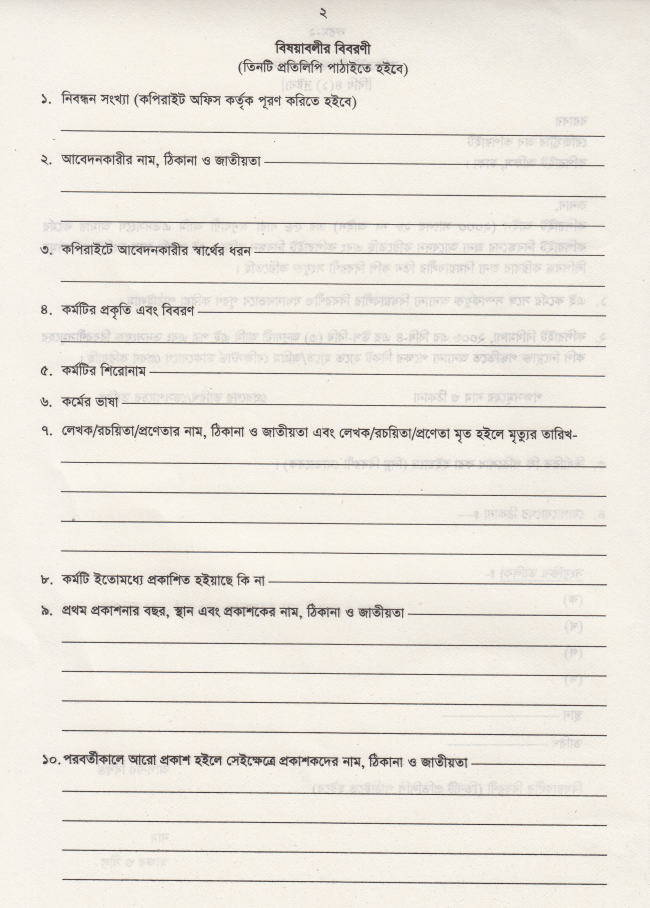 ২
বিষয়াবলীর বিবরণী
(তিনটি প্রতিলিপি পাঠাইতে হইবে)
১. নিবন্ধন সংখ্যা (কপিরাইট অফিস কর্তৃক পূরণ করিতে হইবে)
২. আবেদনকারীর নাম, ঠিকানা ও জাতীয়তা
৩. কপিরাইটে আবেদনকারীর স্বার্থের ধরন
৪. কর্মটির প্রকৃতি এবং বিবরণ
৫. কর্মটির শিরোনাম
৬. কর্মের ভাষা
৭. লেখক/রচয়িতা/প্রণেতার নাম, ঠিকানা ও জাতীয়তা এবং লেখক/রচয়িতা/প্রণেতা মৃত হইলে মৃত্যুর তারিখ-
৮. কর্মটি ইতোমধ্যে প্রকাশিত হইয়াছে কি না
৯. প্রথম প্রকাশনার বছর, স্থান এবং প্রকাশকের নাম, ঠিকানা ও জাতীয়তা
১০. পরবর্তীকালে আরো প্রকাশ হইলে সেইক্ষেত্রে প্রকাশকদের নাম, ঠিকানা ও জাতীয়তা